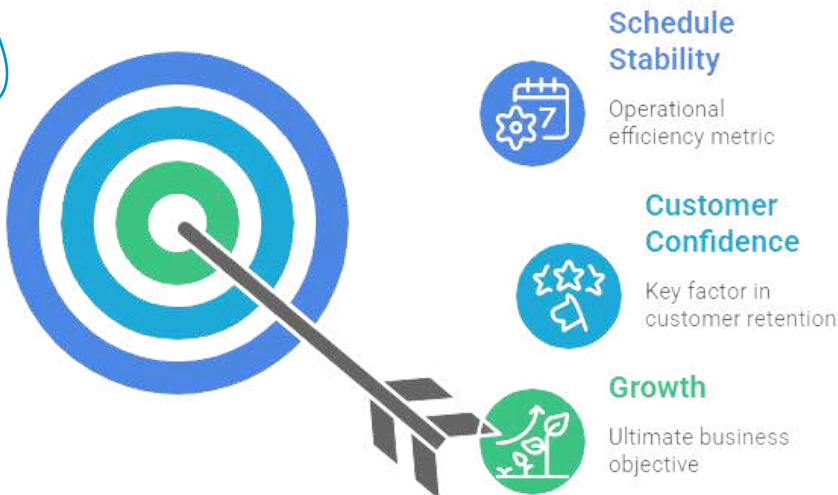 Schedule
Stability
7
Operational
efficiency metric
Customer
Confidence
Key factor in
customer retention
Growth
Ultimate business
objective